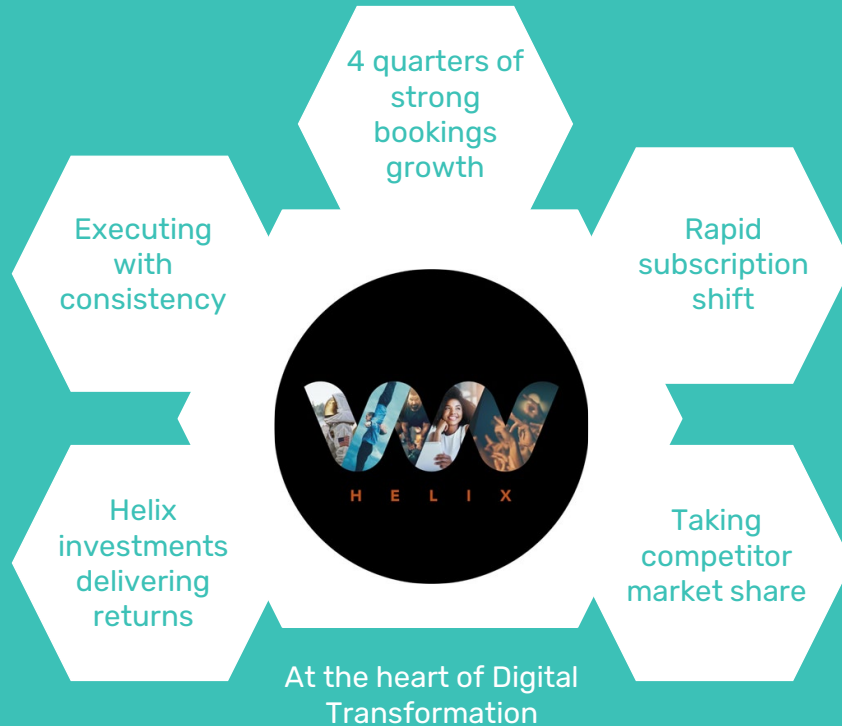 4 quarters of
strong
bookings
growth
Executing
with
consistency
Rapid
subscription
shift
HELIX
Helix
investments
delivering
returns
Taking
competitor
market share
At the heart of Digital
Transformation